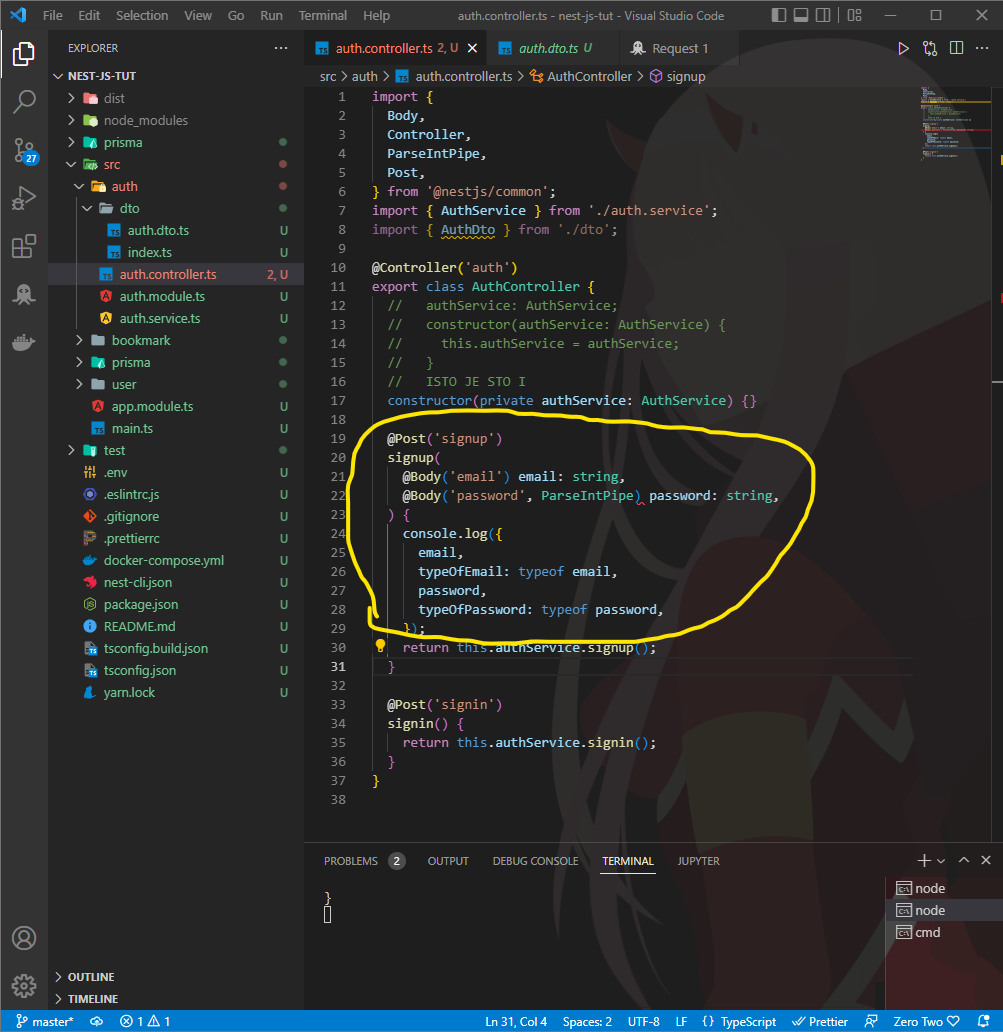 File Edit Selection View Go Run Terminal Help auth.controller.ts - nest-js-tut - Visual Studio Code
EXPLORER
NEST-JS-TUT
dist
node_modules
prisma
src
auth
dto
auth.dto.ts U
index.ts U
auth.controller.ts 2, U
auth.module.ts U
auth.service.ts U
bookmark
prisma
user
app.module.ts U
main.ts U
test
.env U
.eslintrc.js U
.gitignore U
.prettierrc U
docker-compose.yml U
nest-cli.json U
package.json U
README.md U
tsconfig.build.json U
tsconfig.json U
yarn.lock U
OUTLINE
TIMELINE
27
auth.controller.ts 2, U auth.dto.ts U Request 1
src > auth > auth.controller.ts > AuthController > signup
1 import {
2 Body,
3 Controller,
4 ParseIntPipe,
5 Post,
6 } from '@nestjs/common';
7 import { AuthService } from './auth.service';
8 import { AuthDto } from './dto';
9
10 @Controller('auth')
11 export class AuthController {
12 // authService: AuthService;
13 // constructor(authService: AuthService) {
14 // this.authService = authService;
15 // }
16 // ISTO JE STO I
17 constructor(private authService: AuthService) {}
18
19 @Post('signup')
20 signup(
21 @Body('email') email: string,
22 @Body('password', ParseIntPipe) password: string,
23 ) {
24 console.log({
25 email,
26 typeOfEmail: typeof email,
27 password,
28 typeOfPassword: typeof password,
29 });
30 return this.authService.signup();
31 }
32
33 @Post('signin')
34 signin() {
35 return this.authService.signin();
36 }
37 }
38
PROBLEMS 2 OUTPUT DEBUG CONSOLE TERMINAL JUPYTER
}
node
node
cmd
master* 1 1 Ln 31, Col 4 Spaces: 2 UTF-8 LF {} TypeScript Prettier Zero Two